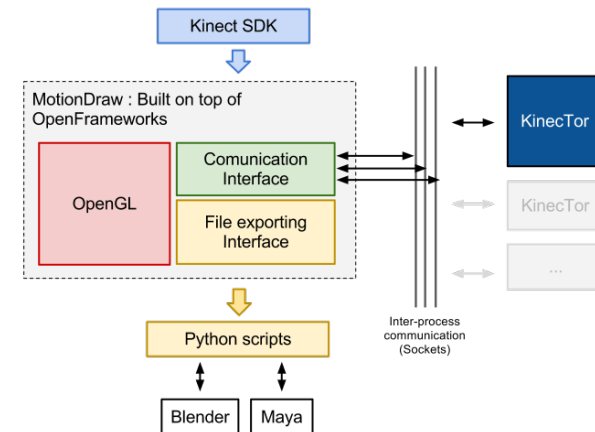 Kinect SDK
MotionDraw : Built on top of
OpenFrameworks
OpenGL
Comunication
Interface
File exporting
Interface
KinecTor
KinecTor
...
Inter-process
communication
(Sockets)
Python scripts
Blender
Maya